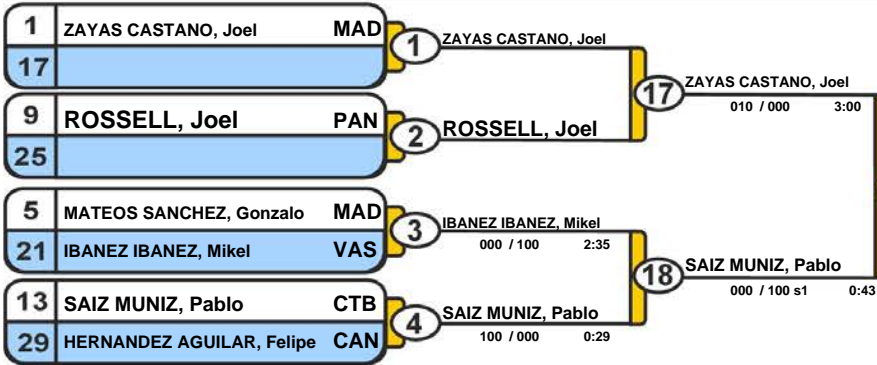 1 ZAYAS CASTANO, Joel MAD
17
1 ZAYAS CASTANO, Joel
9 ROSSELL, Joel PAN
25
2 ROSSELL, Joel
17 ZAYAS CASTANO, Joel
010 / 000 3:00
5 MATEOS SANCHEZ, Gonzalo MAD
21 IBANEZ IBANEZ, Mikel VAS
3 IBANEZ IBANEZ, Mikel
000 / 100 2:35
13 SAIZ MUNIZ, Pablo CTB
29 HERNANDEZ AGUILAR, Felipe CAN
4 SAIZ MUNIZ, Pablo
100 / 000 0:29
18 SAIZ MUNIZ, Pablo
000 / 100 s1 0:43